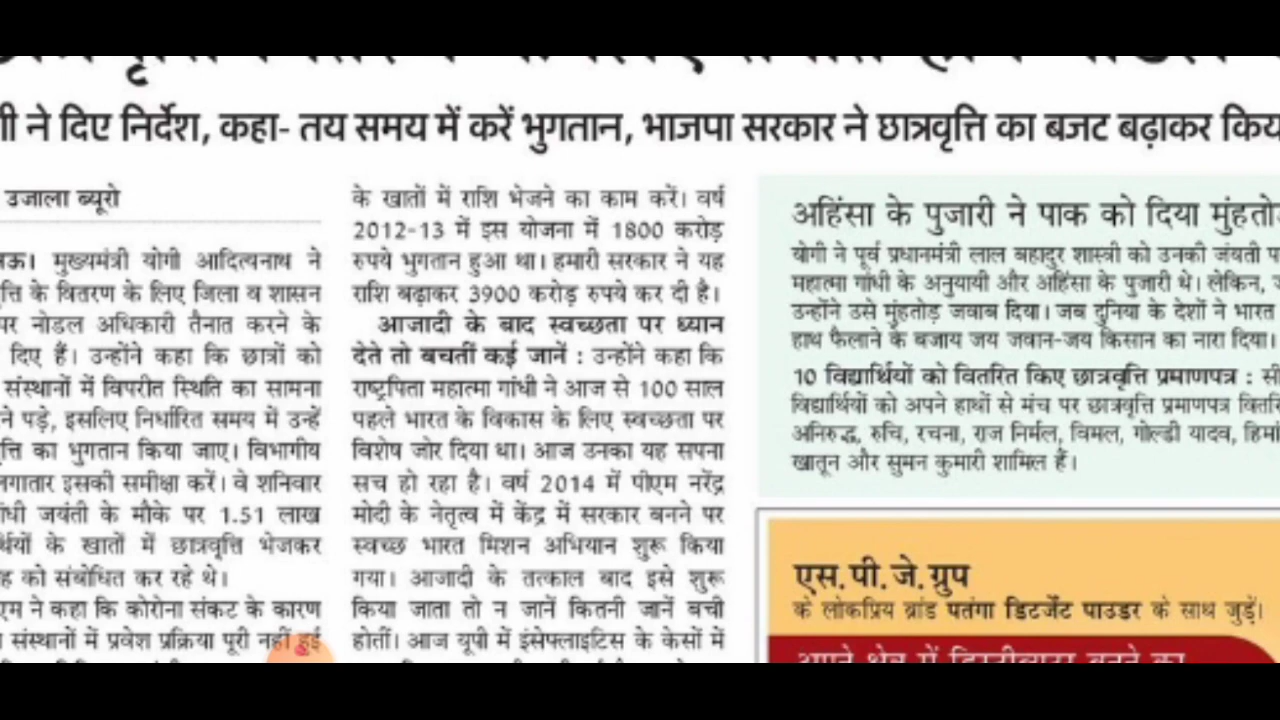 ने दिए निर्देश, कहा- तय समय में करें भुगतान, भाजपा सरकार ने छात्रवृत्ति का बजट बढ़ाकर
उजाला ब्यूरो
मुख्यमंत्री योगी आदित्यनाथ ने
के वितरण के लिए जिला व शासन
पर नोडल अधिकारी तैनात करने के
दिए हैं। उन्होंने कहा कि छात्रों को
संस्थानों में विपरीत स्थिति का सामना
पड़े, इसलिए निर्धारित समय में उन्हें
का भुगतान किया जाए। विभागीय
इसकी समीक्षा करें। वे शनिवार
जयंती के मौके पर 1.51 लाख
के खातों में छात्रवृत्ति भेजकर
को संबोधित कर रहे थे।
ने कहा कि कोरोना संकट के कारण
संस्थानों में प्रवेश प्रक्रिया पूरी नहीं हुई
के खातों में राशि भेजने का काम करें। वर्ष
2012-13 में इस योजना में 1800 करोड़
रुपये भुगतान हुआ था। हमारी सरकार ने यह
राशि बढ़ाकर 3900 करोड़ रुपये कर दी है।
आजादी के बाद स्वच्छता पर ध्यान
देते तो बचतीं कई जानें : उन्होंने कहा कि
राष्ट्रपिता महात्मा गांधी ने आज से 100 साल
पहले भारत के विकास के लिए स्वच्छता पर
विशेष जोर दिया था। आज उनका यह सपना
सच हो रहा है। वर्ष 2014 में पीएम नरेंद्र
मोदी के नेतृत्व में केंद्र में सरकार बनने पर
स्वच्छ भारत मिशन अभियान शुरू किया
गया। आजादी के तत्काल बाद इसे शुरू
किया जाता तो न जानें कितनी जानें बची
होतीं। आज यूपी में इंसेफ्लाइटिस के केसों में
अहिंसा के पुजारी ने पाक को दिया
योगी ने पूर्व प्रधानमंत्री लाल बहादुर शास्त्री को उनकी जयंती
महात्मा गांधी के अनुयायी और अहिंसा के पुजारी थे। लेकिन,
उन्होंने उसे मुंहतोड़ जवाब दिया। जब दुनिया के देशों ने भारत
हाथ फैलाने के बजाय जय जवान-जय किसान का नारा दिया।
10 विद्यार्थियों को वितरित किए छात्रवृत्ति प्रमाणपत्र :
विद्यार्थियों को अपने हाथों से मंच पर छात्रवृत्ति प्रमाणपत्र
अनिरुद्ध, रुचि, रचना, राज निर्मल, विमल, गोल्डी यादव,
खातून और सुमन कुमारी शामिल हैं।
एस.पी.जे.ग्रुप
के लोकप्रिय ब्रांड पतंगा डिटर्जेंट पाउडर के साथ जुड़ें।